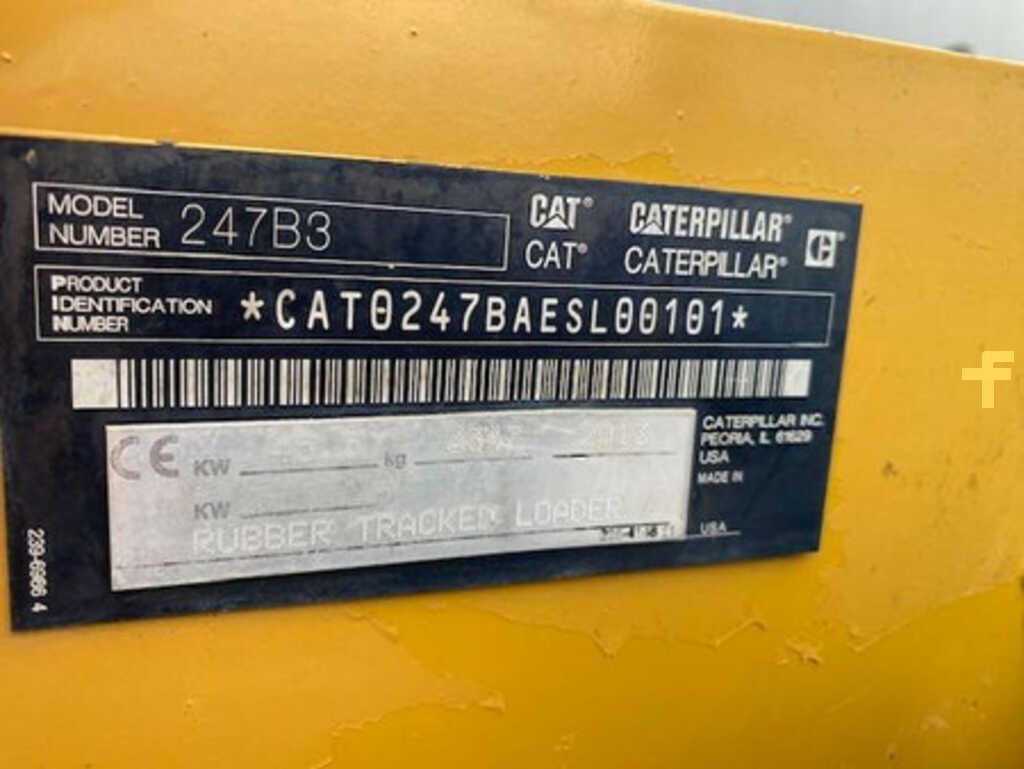 MODEL
NUMBER 247B3
CAT® CATERPILLAR®
CAT® CATERPILLAR®
PRODUCT
IDENTIFICATION
NUMBER
*CAT0247BAESL00101*
CE KW kg
KW
RUBBER TRACKED LOADER
CATERPILLAR INC.
PEORIA, IL 61629
USA
MADE IN
USA
239-6966 4